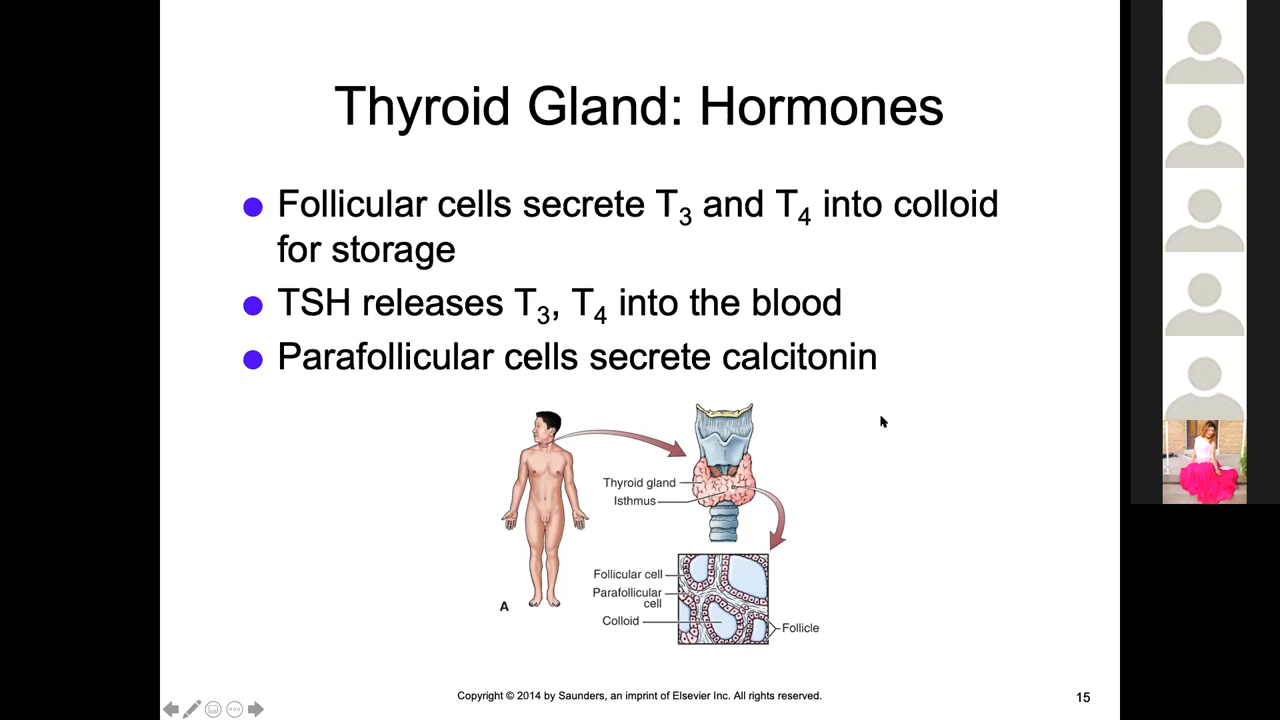 Thyroid Gland: Hormones
Follicular cells secrete T3 and T4 into colloid
for storage
TSH releases T3, T4 into the blood
Parafollicular cells secrete calcitonin
Thyroid gland
Isthmus
Follicular cell
Parafollicular
cell
Colloid
Follicle
A
Copyright © 2014 by Saunders, an imprint of Elsevier Inc. All rights reserved.
15